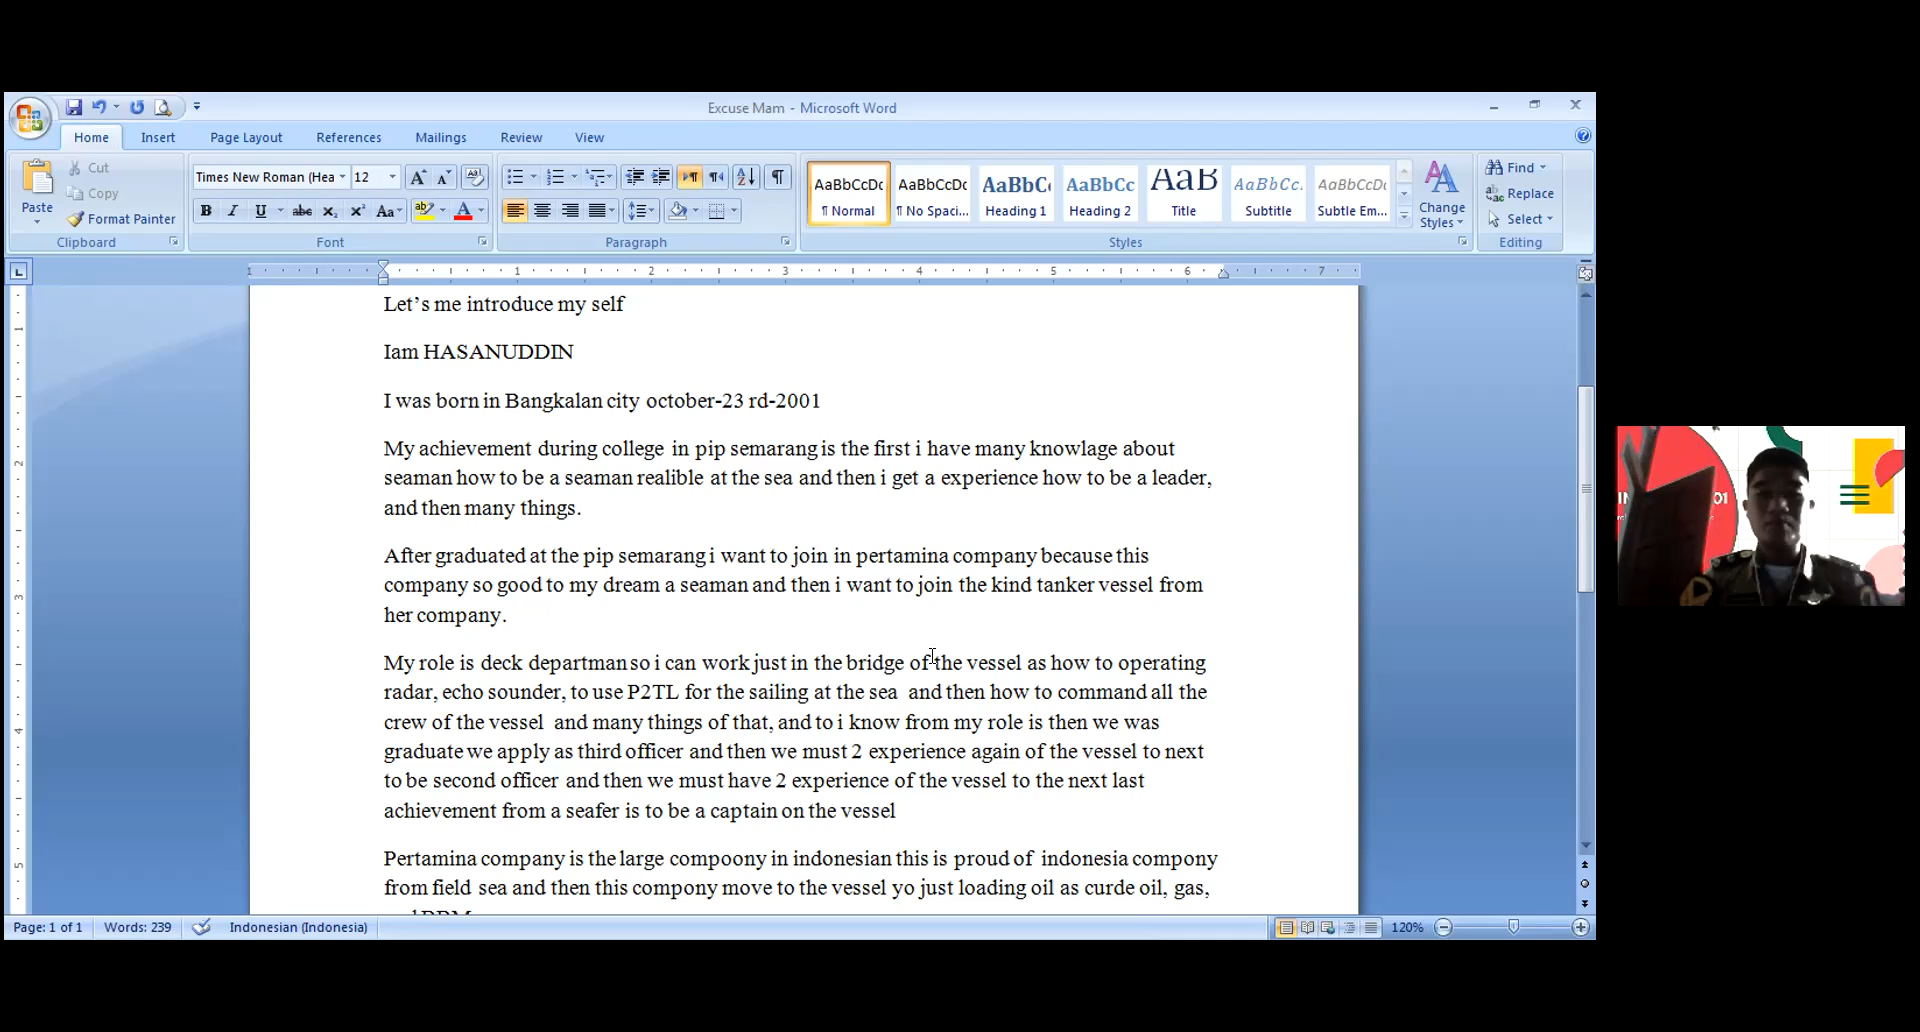 Excuse Mam - Microsoft Word
Home Insert Page Layout References Mailings Review View
Paste
Cut
Copy
Format Painter
Clipboard
Times New Roman (Hea 12
Font
Paragraph
AaBbCcDc AaBbCcDc AaBbC AaBbCc AaB AaBbCc. AaBbCcDc
¶ Normal ¶ No Spaci... Heading 1 Heading 2 Title Subtitle Subtle Em...
Change Styles
Styles
Find
Replace
Select
Editing
1 1 2 3 4 5 6 7
Let’s me introduce my self
Iam HASANUDDIN
I was born in Bangkalan city october-23 rd-2001
My achievement during college in pip semarang is the first i have many knowlage about
seaman how to be a seaman realible at the sea and then i get a experience how to be a leader,
and then many things.
After graduated at the pip semarang i want to join in pertamina company because this
company so good to my dream a seaman and then i want to join the kind tanker vessel from
her company.
My role is deck departman so i can work just in the bridge of the vessel as how to operating
radar, echo sounder, to use P2TL for the sailing at the sea and then how to command all the
crew of the vessel and many things of that, and to i know from my role is then we was
graduate we apply as third officer and then we must 2 experience again of the vessel to next
to be second officer and then we must have 2 experience of the vessel to the next last
achievement from a seafer is to be a captain on the vessel
Pertamina company is the large compoony in indonesian this is proud of indonesia compony
from field sea and then this compony move to the vessel yo just loading oil as curde oil, gas,
Page: 1 of 1 Words: 239 Indonesian (Indonesia) 120%